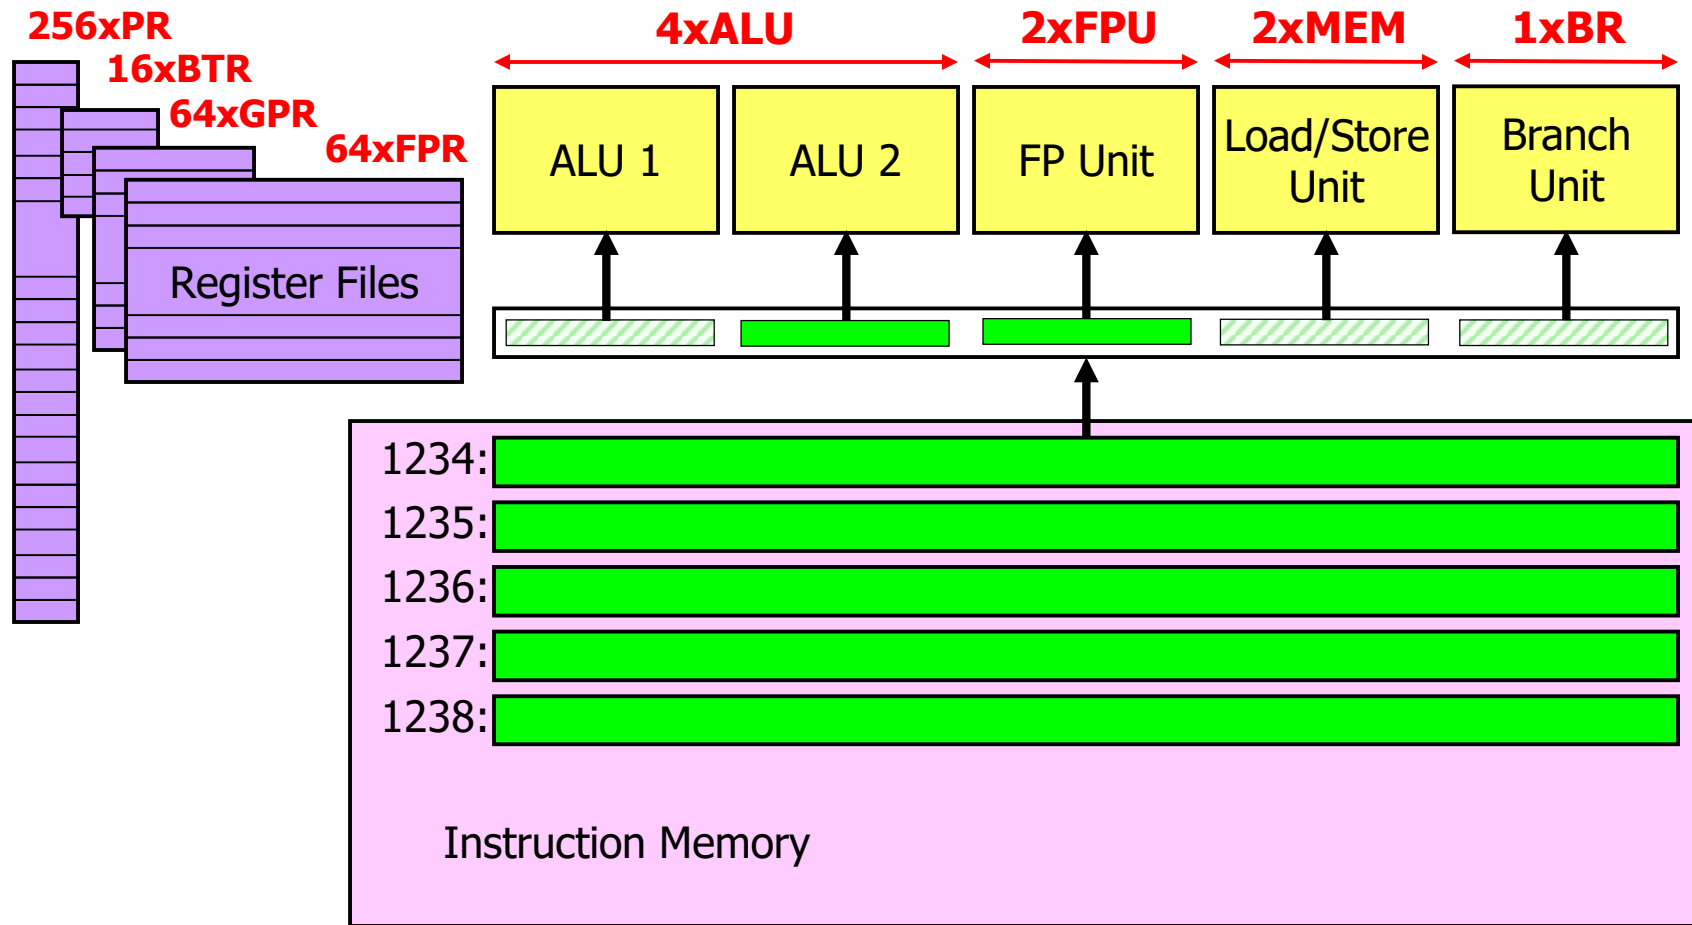 256xPR
16xBTR
64xGPR
64xFPR
Register Files
4xALU
2xFPU
2xMEM
1xBR
ALU 1
ALU 2
FP Unit
Load/Store
Unit
Branch
Unit
1234:
1235:
1236:
1237:
1238:
Instruction Memory